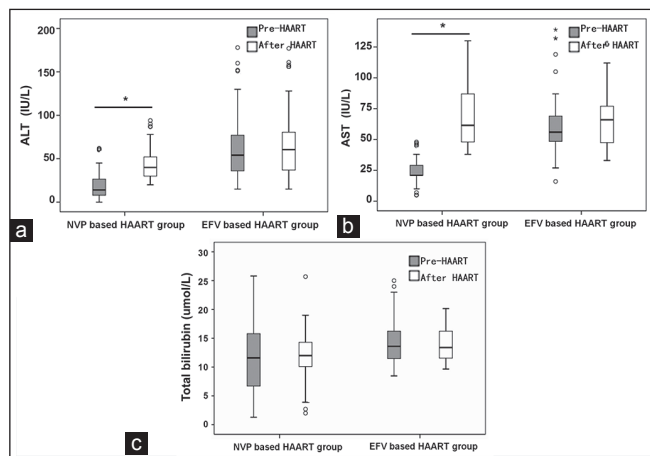 200
150
100
50
0
ALT (IU/L)
Pre-HAART
After HAART
*
NVP based HAART group
EFV based HAART group
a
125
100
75
50
25
0
AST (IU/L)
Pre-HAART
After HAART
*
*
*
NVP based HAART group
EFV based HAART group
b
30
25
20
15
10
5
0
Total bilirubin (umol/L)
Pre-HAART
After HAART
NVP based HAART group
EFV based HAART group
c